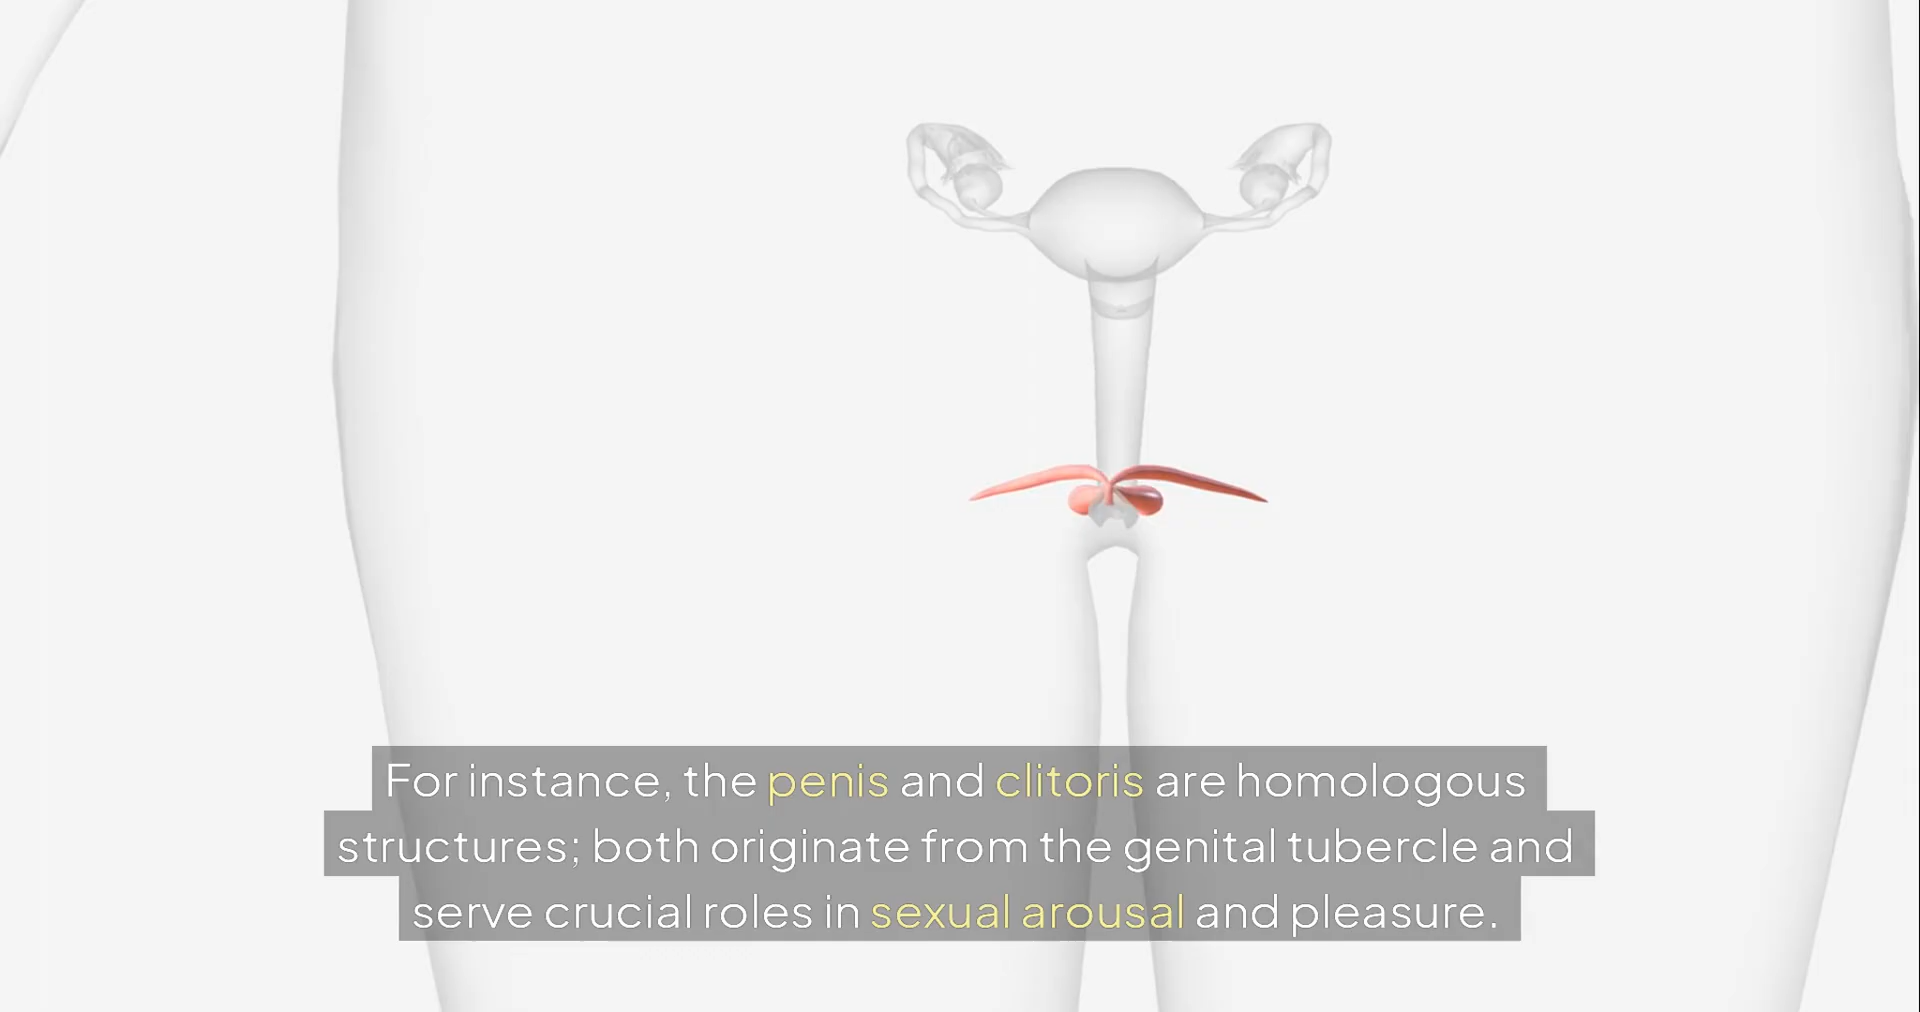 For instance, the penis and clitoris are homologous
structures; both originate from the genital tubercle and
serve crucial roles in sexual arousal and pleasure.